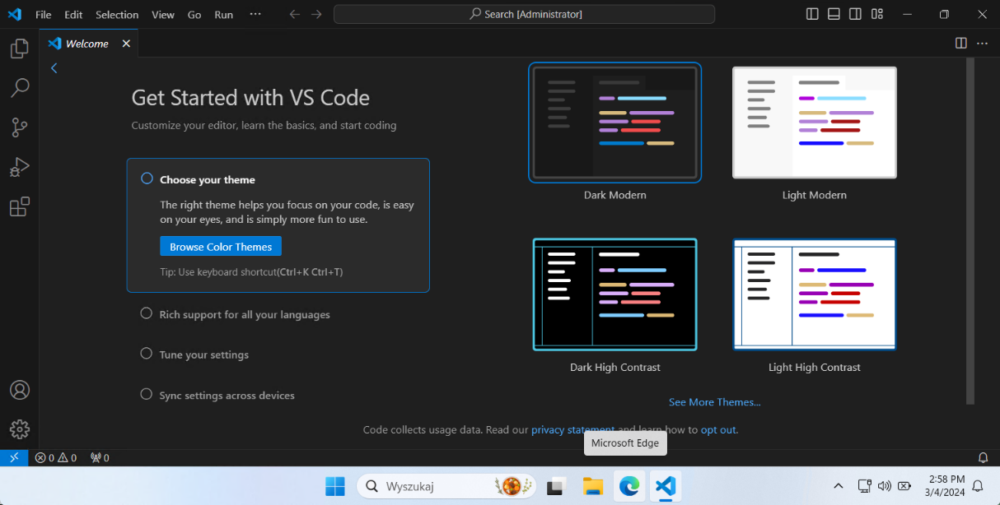 File Edit Selection View Go Run ···
Search [Administrator]
Welcome
Get Started with VS Code
Customize your editor, learn the basics, and start coding
Choose your theme
The right theme helps you focus on your code, is easy
on your eyes, and is simply more fun to use.
Browse Color Themes
Tip: Use keyboard shortcut(Ctrl+K Ctrl+T)
Rich support for all your languages
Tune your settings
Sync settings across devices
Dark Modern
Light Modern
Dark High Contrast
Light High Contrast
See More Themes...
Code collects usage data. Read our privacy statement and learn how to opt out.
Microsoft Edge
0 0 0
Wyszukaj
2:58 PM
3/4/2024